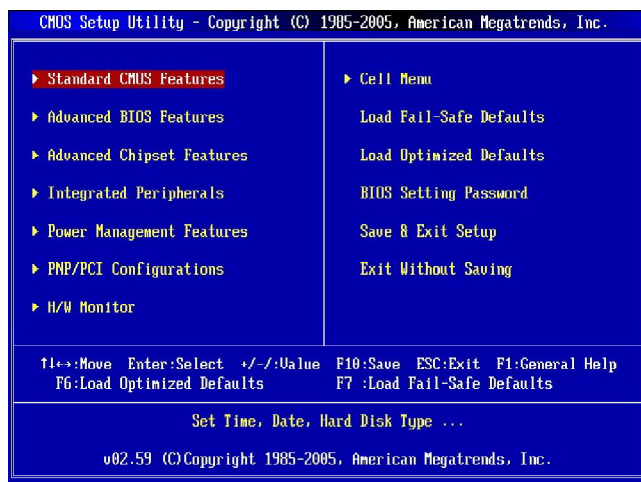 CMOS Setup Utility - Copyright (C) 1985-2005, American Megatrends, Inc.
▶ Standard CMOS Features
▶ Advanced BIOS Features
▶ Advanced Chipset Features
▶ Integrated Peripherals
▶ Power Management Features
▶ PNP/PCI Configurations
▶ H/W Monitor
▶ Cell Menu
Load Fail-Safe Defaults
Load Optimized Defaults
BIOS Setting Password
Save & Exit Setup
Exit Without Saving
↑↓↔:Move Enter:Select +/-/:Value F10:Save ESC:Exit F1:General Help
F6:Load Optimized Defaults F7 :Load Fail-Safe Defaults
Set Time, Date, Hard Disk Type ...
v02.59 (C)Copyright 1985-2005, American Megatrends, Inc.